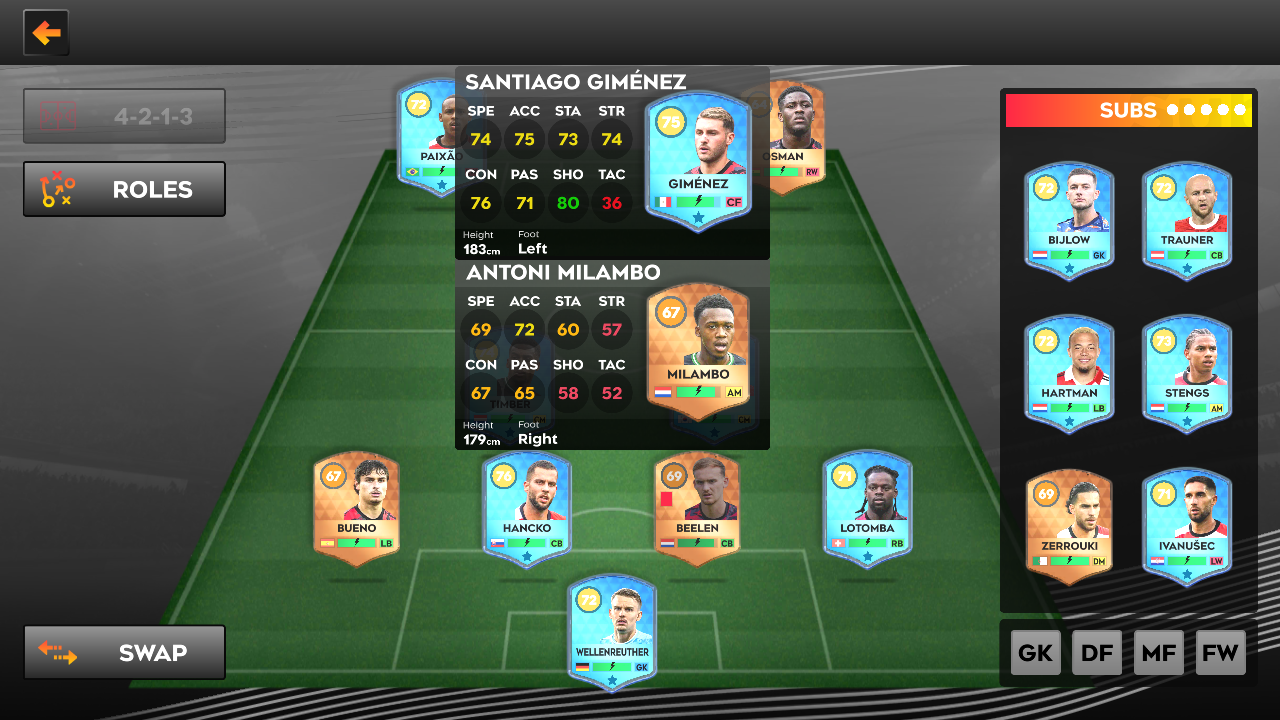 4-2-1-3
ROLES
SWAP
72
PAIXÃO
SANTIAGO GIMÉNEZ
SPE ACC STA STR
74 75 73 74
CON PAS SHO TAC
76 71 80 36
Height Foot
183cm Left
75
GIMÉNEZ
CF
OSMAN
RW
ANTONI MILAMBO
SPE ACC STA STR
69 72 60 57
CON PAS SHO TAC
67 65 58 52
Height Foot
179cm Right
67
MILAMBO
AM
TIMBER
CM
CM
67
BUENO
LB
76
HANCKO
CB
69
BEELEN
CB
71
LOTOMBA
RB
72
WELLENREUTHER
GK
SUBS
72
BIJLOW
GK
72
TRAUNER
CB
72
HARTMAN
LB
73
STENGS
AM
69
ZERROUKI
DM
71
IVANUŠEC
LW
GK DF MF FW